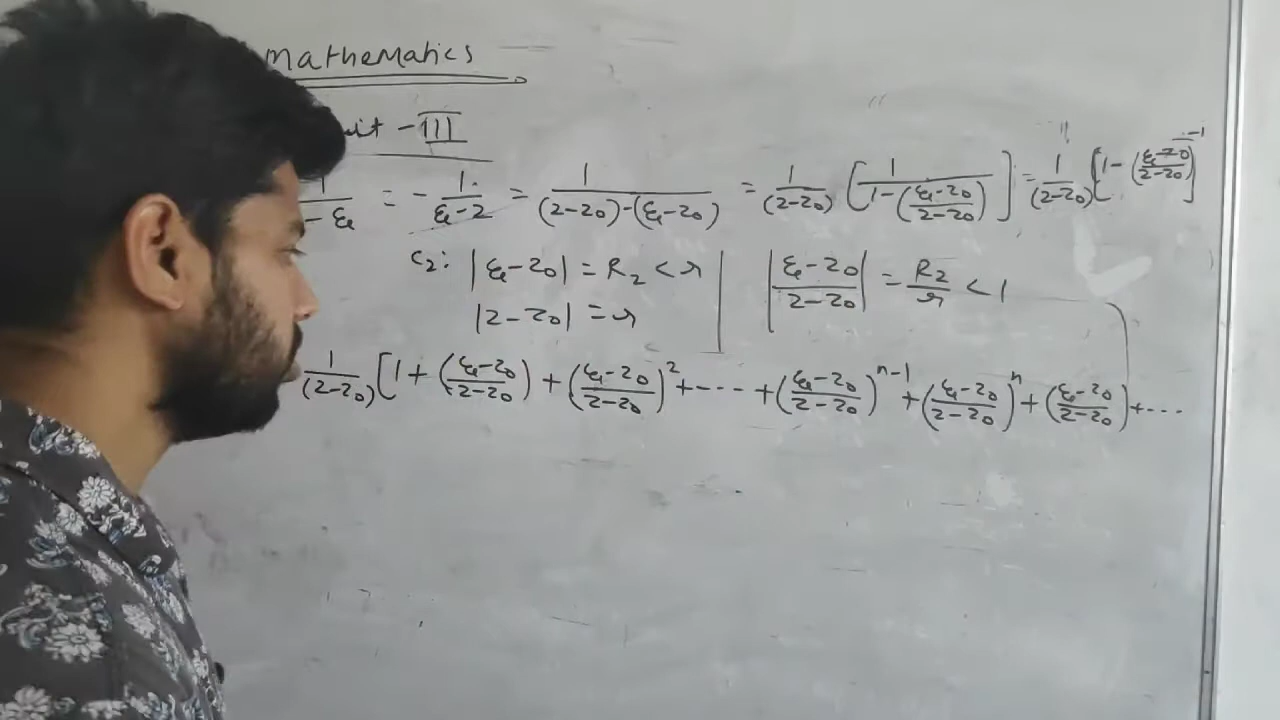 mathematics
it - III
1/(- ξ) = - 1/(ξ-z) = 1/((z-z0)-(ξ-z0)) = 1/(z-z0) [1/(1-((ξ-z0)/(z-z0)))] = 1/(z-z0) [1-((ξ-z0)/(z-z0))]^-1
C2: |ξ-z0| = R2 < r | |(ξ-z0)/(z-z0)| = R2/r < 1
|z-z0| = r
1/(z-z0) [1 + ((ξ-z0)/(z-z0)) + ((ξ-z0)/(z-z0))^2 + ---- + ((ξ-z0)/(z-z0))^n-1 + ((ξ-z0)/(z-z0))^n + ((ξ-z0)/(z-z0)) + ---